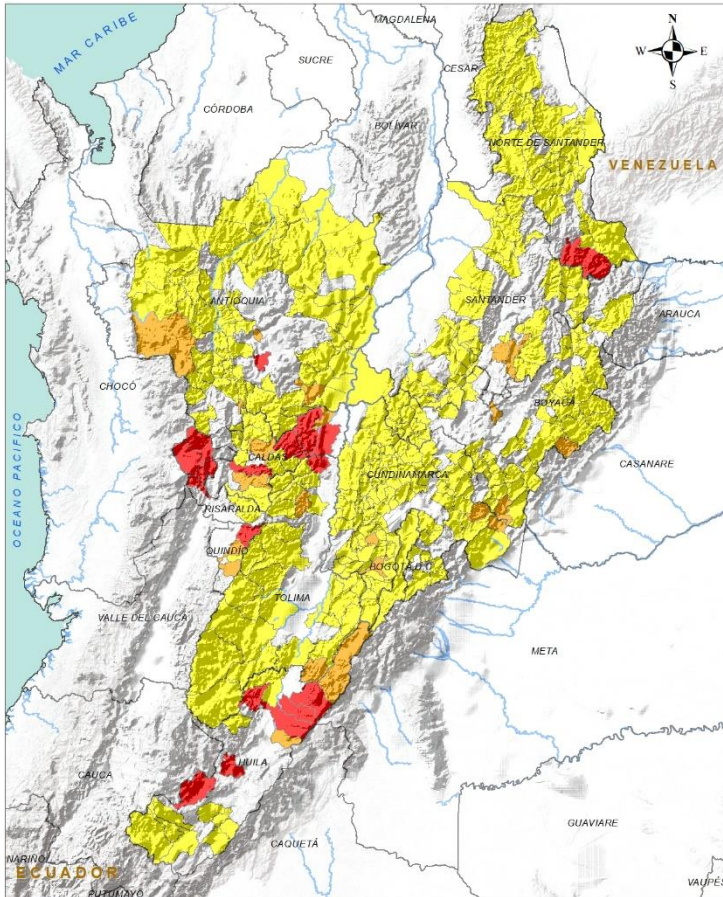 MAGDALENA
N
MAR CARIBE
SUCRE
W E
CESAR
S
CÓRDOBA
BOLÍVAR
NORTE DE SANTANDER
VENEZUELA
ANTIOQUIA
SANTANDER
ARAUCA
CHOCÓ
BOYACÁ
CALDAS
CUNDINAMARCA
CASANARE
OCEANO PACIFICO
RISARALDA
QUINDÍO
BOGOTÁ D.C
TOLIMA
VALLE DEL CAUCA
META
HUILA
CAUCA
GUAVIARE
CAQUETÁ
NARIÑO
ECUADOR
VAUPÉS
PUTUMAYO